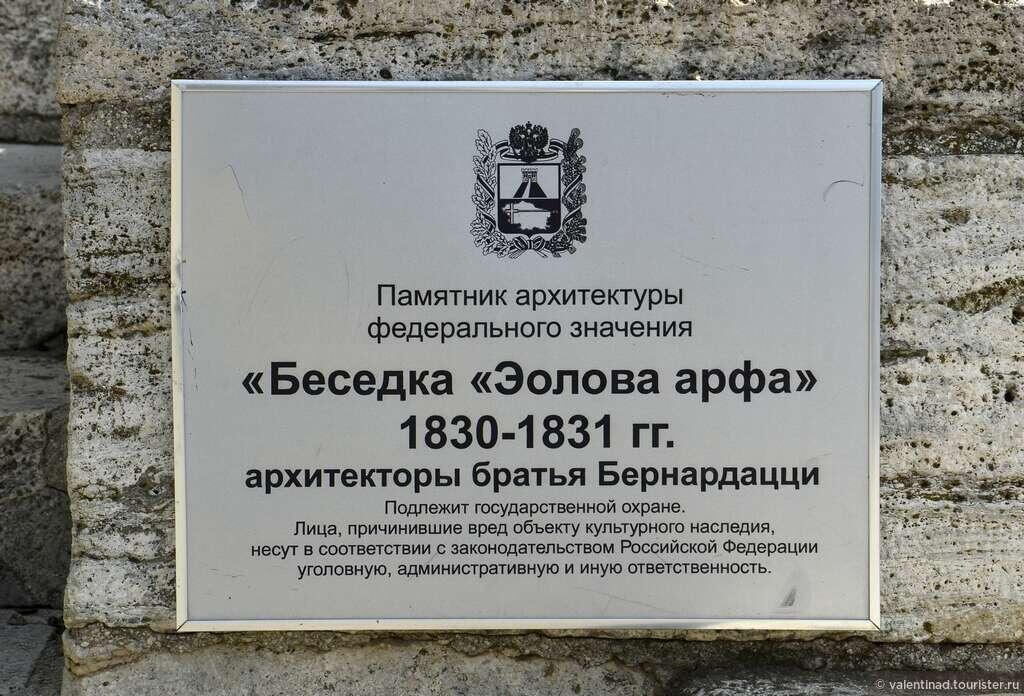 Памятник архитектуры
федерального значения
«Беседка «Эолова арфа»
1830-1831 гг.
архитекторы братья Бернардацци
Подлежит государственной охране.
Лица, причинившие вред объекту культурного наследия,
несут в соответствии с законодательством Российской Федерации
уголовную, административную и иную ответственность.
© valentinad.tourister.ru